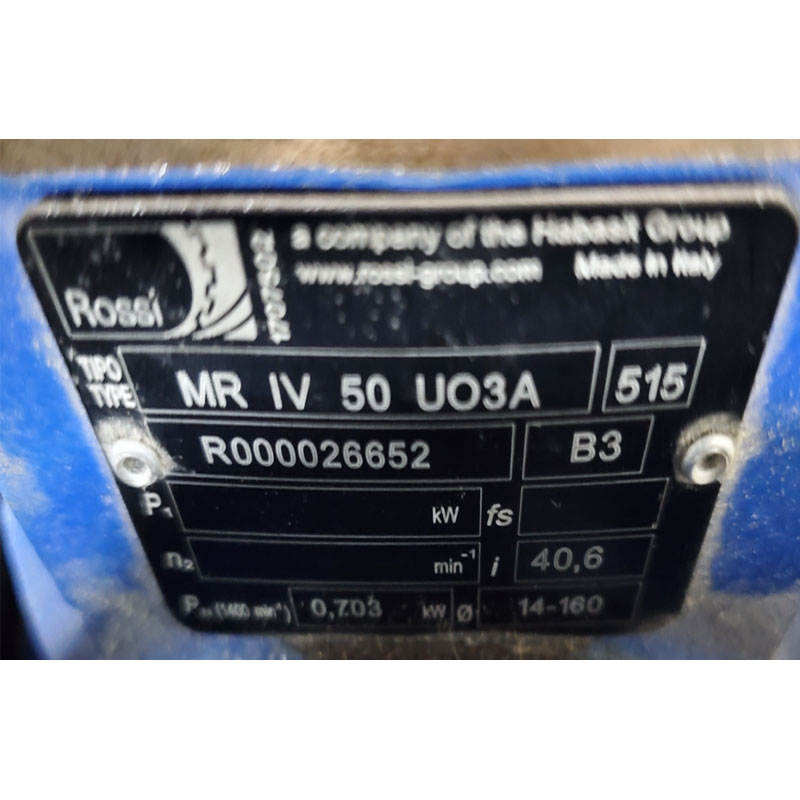 a company of the Habasit Group
www.rossi-group.com Made in Italy
Rossi
TIPO
TYPE MR IV 50 UO3A 515
R000026652 B3
P1 kW fs
n2 min-1 i 40,6
(1400 min-1) 0,703 kW Ø 14-160